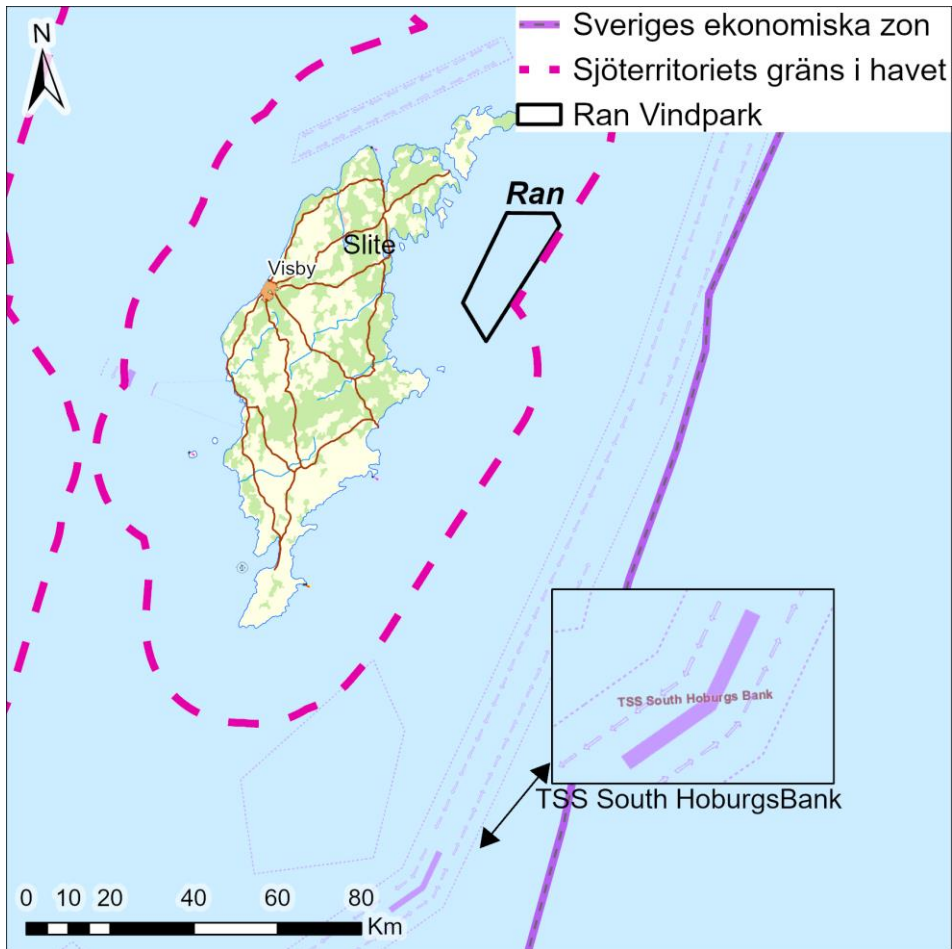 N
Sveriges ekonomiska zon
Sjöterritoriets gräns i havet
Ran Vindpark
Ran
Slite
Visby
TSS South Hoburgs Bank
TSS South HoburgsBank
0 10 20 40 60 80
Km